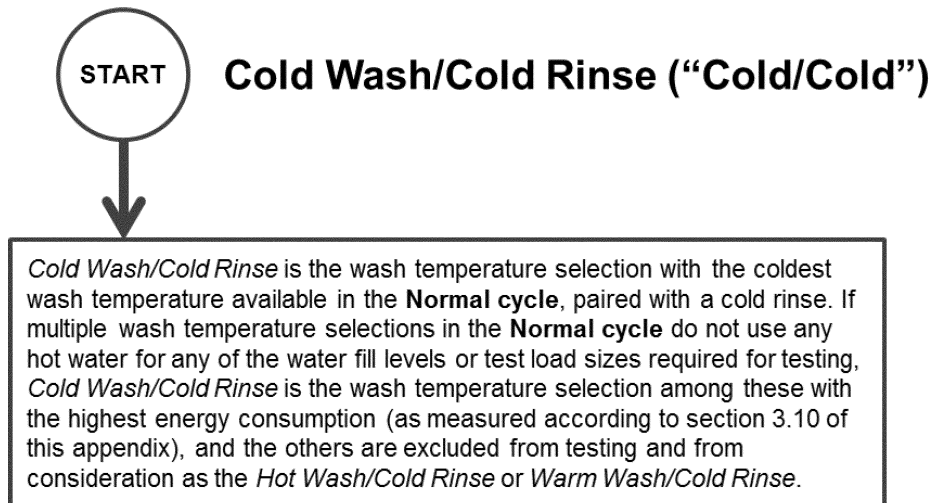 START
Cold Wash/Cold Rinse (“Cold/Cold”)
Cold Wash/Cold Rinse is the wash temperature selection with the coldest
wash temperature available in the Normal cycle, paired with a cold rinse. If
multiple wash temperature selections in the Normal cycle do not use any
hot water for any of the water fill levels or test load sizes required for testing,
Cold Wash/Cold Rinse is the wash temperature selection among these with
the highest energy consumption (as measured according to section 3.10 of
this appendix), and the others are excluded from testing and from
consideration as the Hot Wash/Cold Rinse or Warm Wash/Cold Rinse.